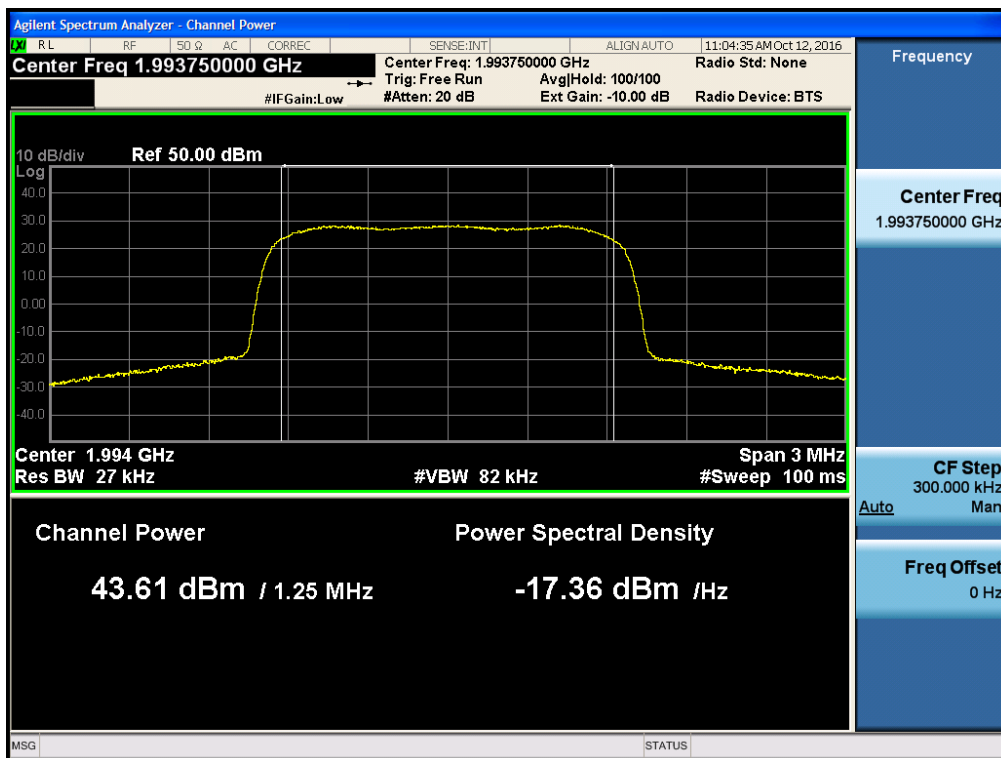 Agilent Spectrum Analyzer - Channel Power
LXI RL RF 50 Ω AC CORREC SENSE:INT ALIGNAUTO 11:04:35 AM Oct 12, 2016
Center Freq 1.993750000 GHz
Center Freq: 1.993750000 GHz Radio Std: None
Trig: Free Run Avg|Hold: 100/100
#IFGain:Low #Atten: 20 dB Ext Gain: -10.00 dB Radio Device: BTS
10 dB/div Ref 50.00 dBm
Log
40.0
30.0
20.0
10.0
0.00
-10.0
-20.0
-30.0
-40.0
Center 1.994 GHz Span 3 MHz
Res BW 27 kHz #VBW 82 kHz #Sweep 100 ms
Channel Power Power Spectral Density
43.61 dBm / 1.25 MHz -17.36 dBm /Hz
Frequency
Center Freq
1.993750000 GHz
CF Step
300.000 kHz
Auto Man
Freq Offset
0 Hz
MSG STATUS